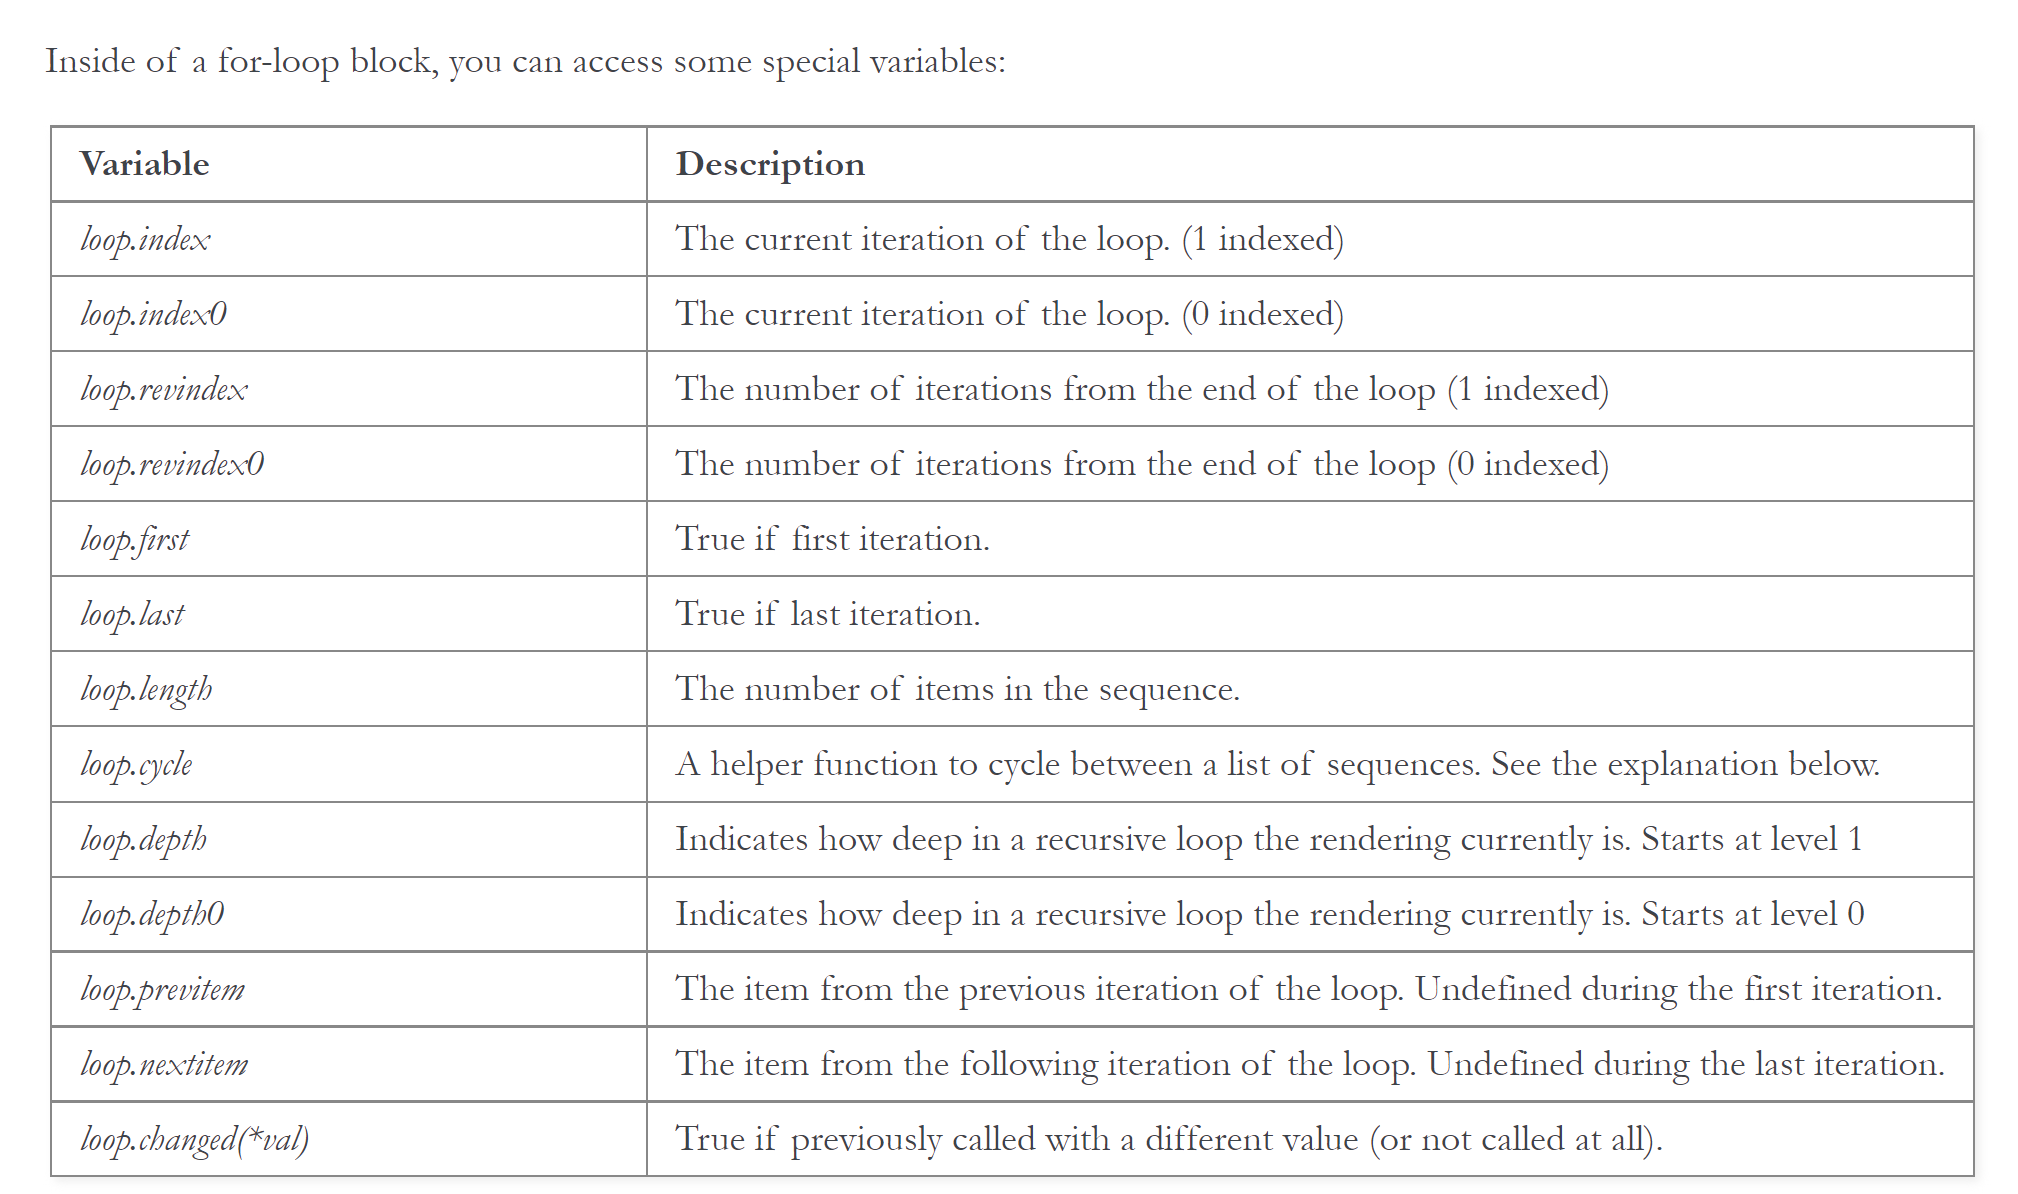 Inside of a for-loop block, you can access some special variables:
Variable Description
loop.index The current iteration of the loop. (1 indexed)
loop.index0 The current iteration of the loop. (0 indexed)
loop.revindex The number of iterations from the end of the loop (1 indexed)
loop.revindex0 The number of iterations from the end of the loop (0 indexed)
loop.first True if first iteration.
loop.last True if last iteration.
loop.length The number of items in the sequence.
loop.cycle A helper function to cycle between a list of sequences. See the explanation below.
loop.depth Indicates how deep in a recursive loop the rendering currently is. Starts at level 1
loop.depth0 Indicates how deep in a recursive loop the rendering currently is. Starts at level 0
loop.previtem The item from the previous iteration of the loop. Undefined during the first iteration.
loop.nextitem The item from the following iteration of the loop. Undefined during the last iteration.
loop.changed(*val) True if previously called with a different value (or not called at all).